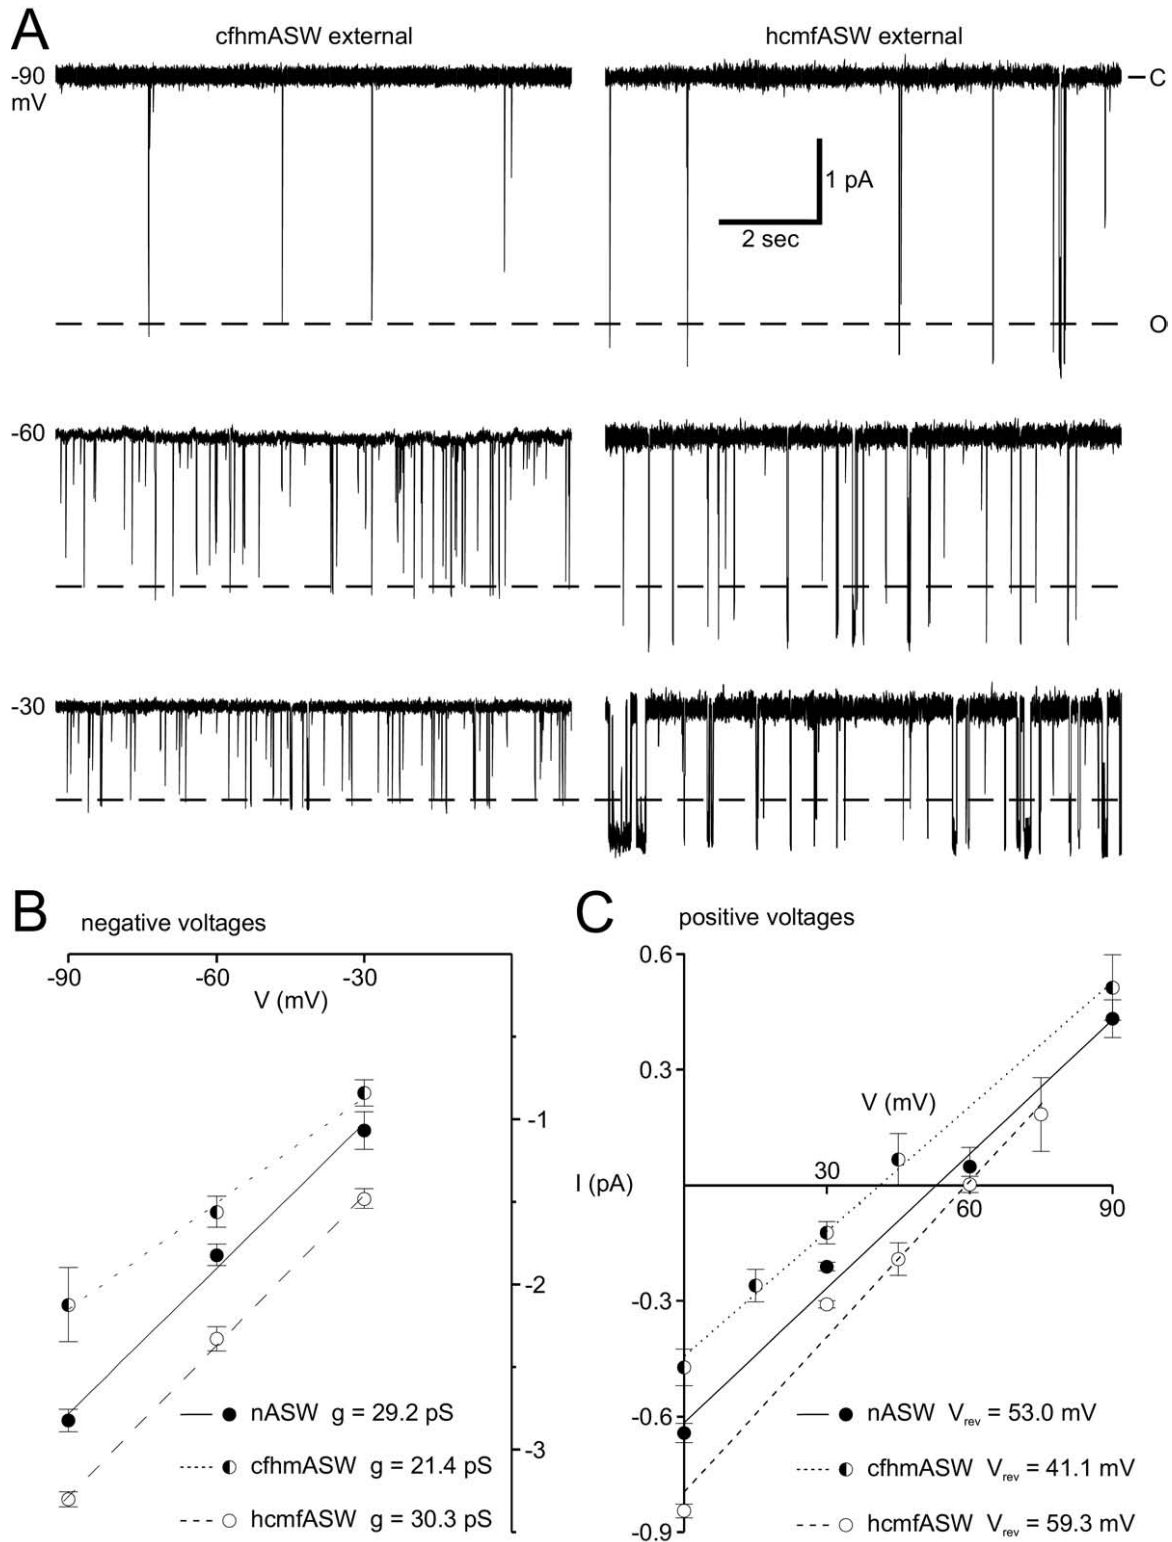 A
cfhmASW external
hcmfASW external
-90
mV
C
1 pA
2 sec
O
-60
-30
B
negative voltages
-90
-60
-30
V (mV)
-1
-2
-3
nASW g = 29.2 pS
cfhmASW g = 21.4 pS
hcmfASW g = 30.3 pS
C
positive voltages
0.6
0.3
V (mV)
30
I (pA)
60
90
-0.3
-0.6
-0.9
nASW Vrev = 53.0 mV
cfhmASW Vrev = 41.1 mV
hcmfASW Vrev = 59.3 mV